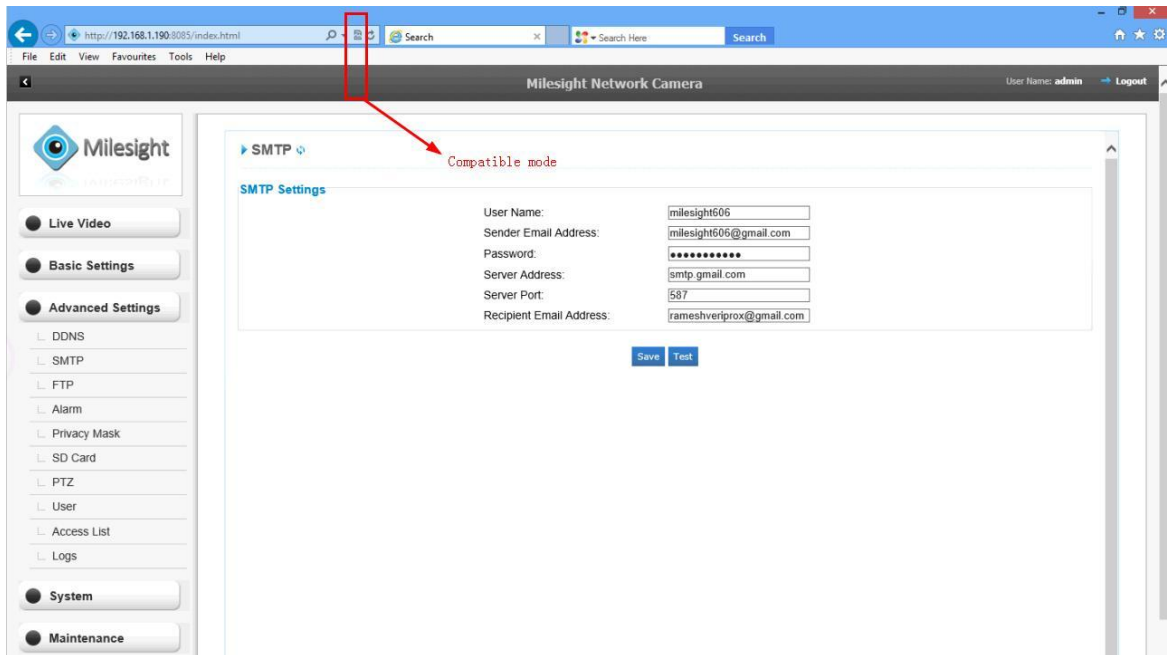 http://192.168.1.190:8085/index.html
Search
Search Here
Search
File Edit View Favourites Tools Help
Milesight Network Camera
User Name: admin
Logout
Milesight
SMTP
Compatible mode
SMTP Settings
User Name: milesight606
Sender Email Address: milesight606@gmail.com
Password: ●●●●●●●●●●●
Server Address: smtp.gmail.com
Server Port: 587
Recipient Email Address: rameshveriprox@gmail.com
Save Test
Live Video
Basic Settings
Advanced Settings
DDNS
SMTP
FTP
Alarm
Privacy Mask
SD Card
PTZ
User
Access List
Logs
System
Maintenance